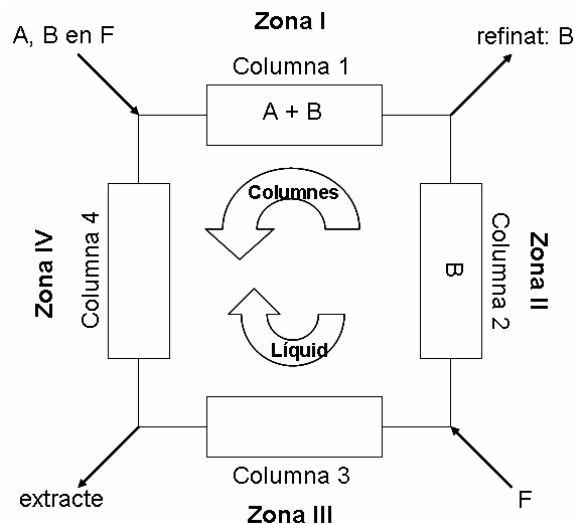 Zona I
A, B en F
refinat: B
Columna 1
A + B
Columnes
Zona IV
Columna 4
B
Columna 2
Zona II
Líquid
Columna 3
extracte
F
Zona III